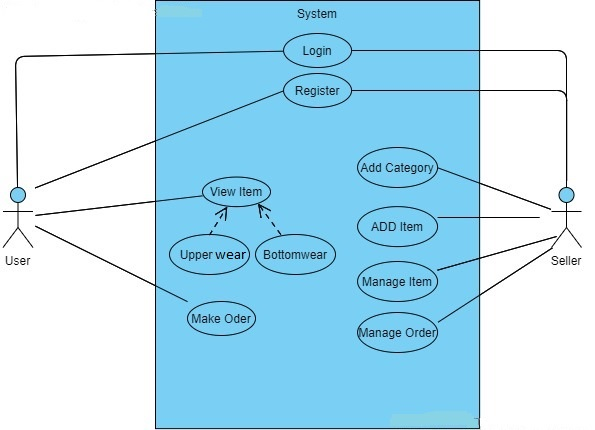 System
Login
Register
Add Category
View Item
ADD Item
Upper wear
Bottomwear
User
Seller
Manage Item
Make Oder
Manage Order